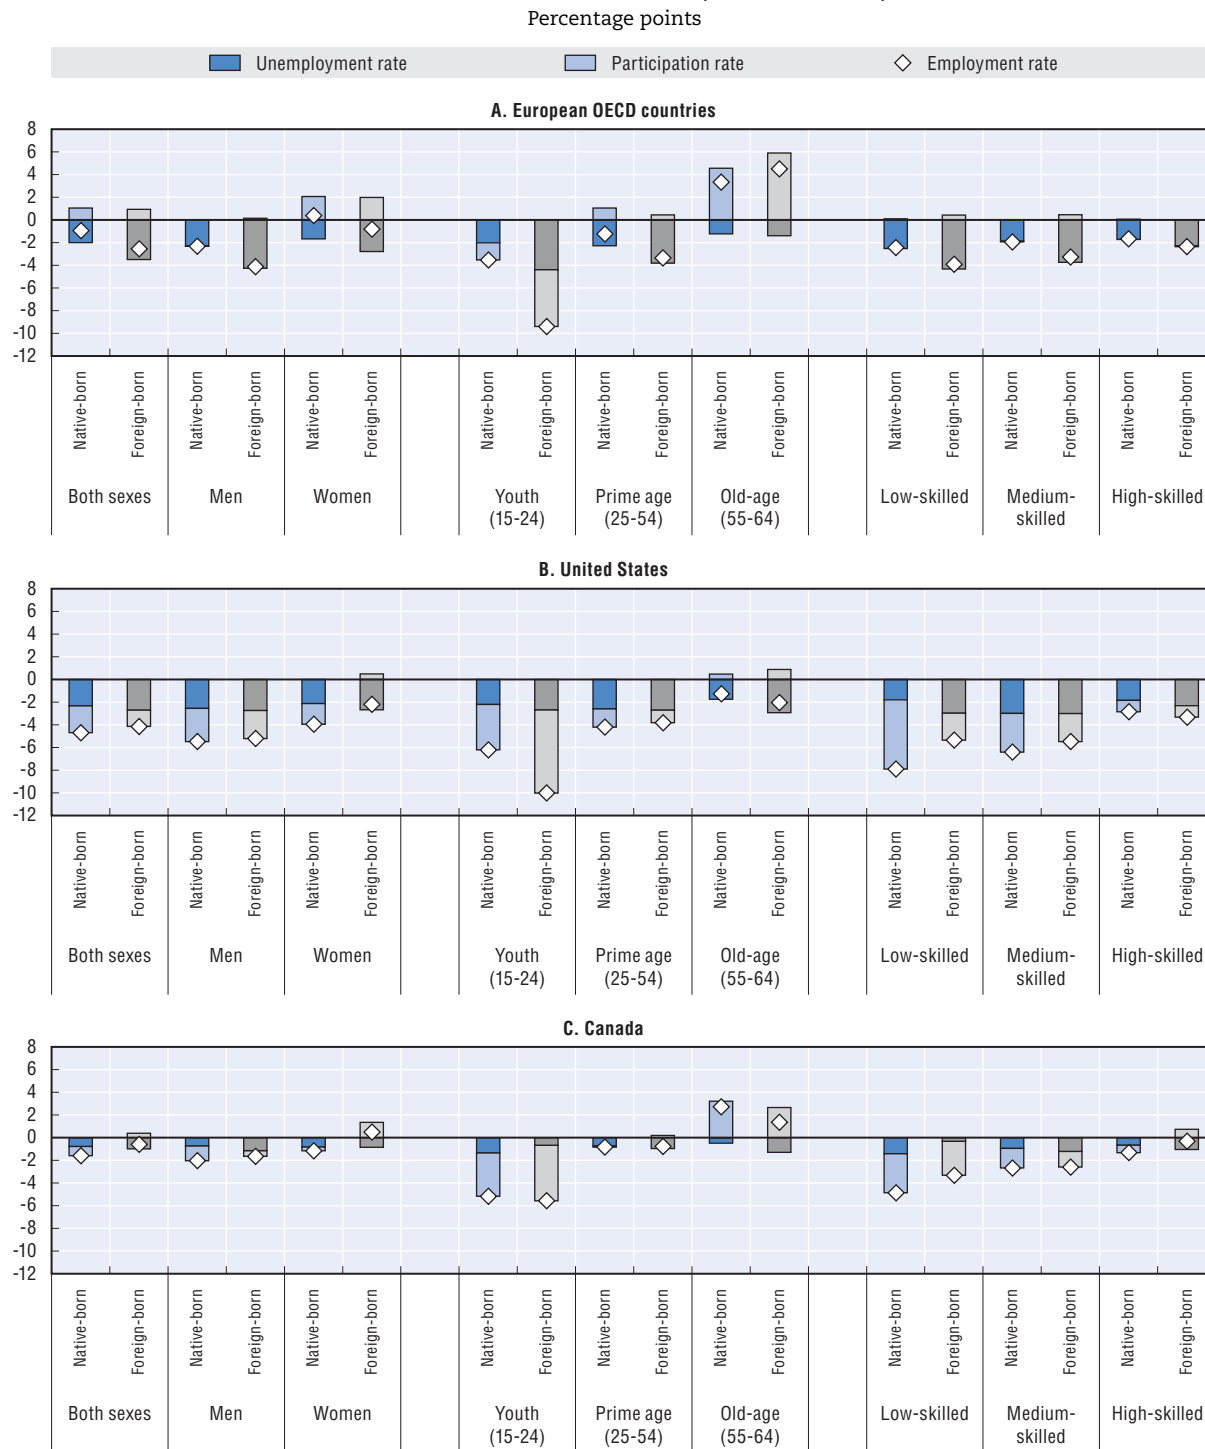 Percentage points
Unemployment rate Participation rate Employment rate
A. European OECD countries
8
6
4
2
0
-2
-4
-6
-8
-10
-12
Native-born Foreign-born Native-born Foreign-born Native-born Foreign-born Native-born Foreign-born Native-born Foreign-born Native-born Foreign-born Native-born Foreign-born Native-born Foreign-born Native-born Foreign-born
Both sexes Men Women Youth Prime age Old-age Low-skilled Medium- High-skilled
(15-24) (25-54) (55-64) skilled
B. United States
8
6
4
2
0
-2
-4
-6
-8
-10
-12
Native-born Foreign-born Native-born Foreign-born Native-born Foreign-born Native-born Foreign-born Native-born Foreign-born Native-born Foreign-born Native-born Foreign-born Native-born Foreign-born Native-born Foreign-born
Both sexes Men Women Youth Prime age Old-age Low-skilled Medium- High-skilled
(15-24) (25-54) (55-64) skilled
C. Canada
8
6
4
2
0
-2
-4
-6
-8
-10
-12
Native-born Foreign-born Native-born Foreign-born Native-born Foreign-born Native-born Foreign-born Native-born Foreign-born Native-born Foreign-born Native-born Foreign-born Native-born Foreign-born Native-born Foreign-born
Both sexes Men Women Youth Prime age Old-age Low-skilled Medium- High-skilled
(15-24) (25-54) (55-64) skilled